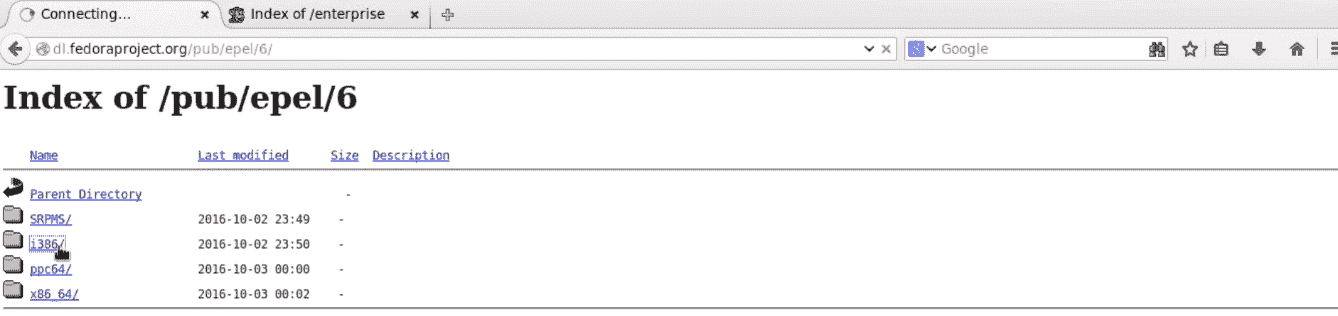 Connecting... Index of /enterprise
dl.fedoraproject.org/pub/epel/6/ Google
Index of /pub/epel/6
Name Last modified Size Description
Parent Directory -
SRPMS/ 2016-10-02 23:49 -
i386/ 2016-10-02 23:50 -
ppc64/ 2016-10-03 00:00 -
x86_64/ 2016-10-03 00:02 -